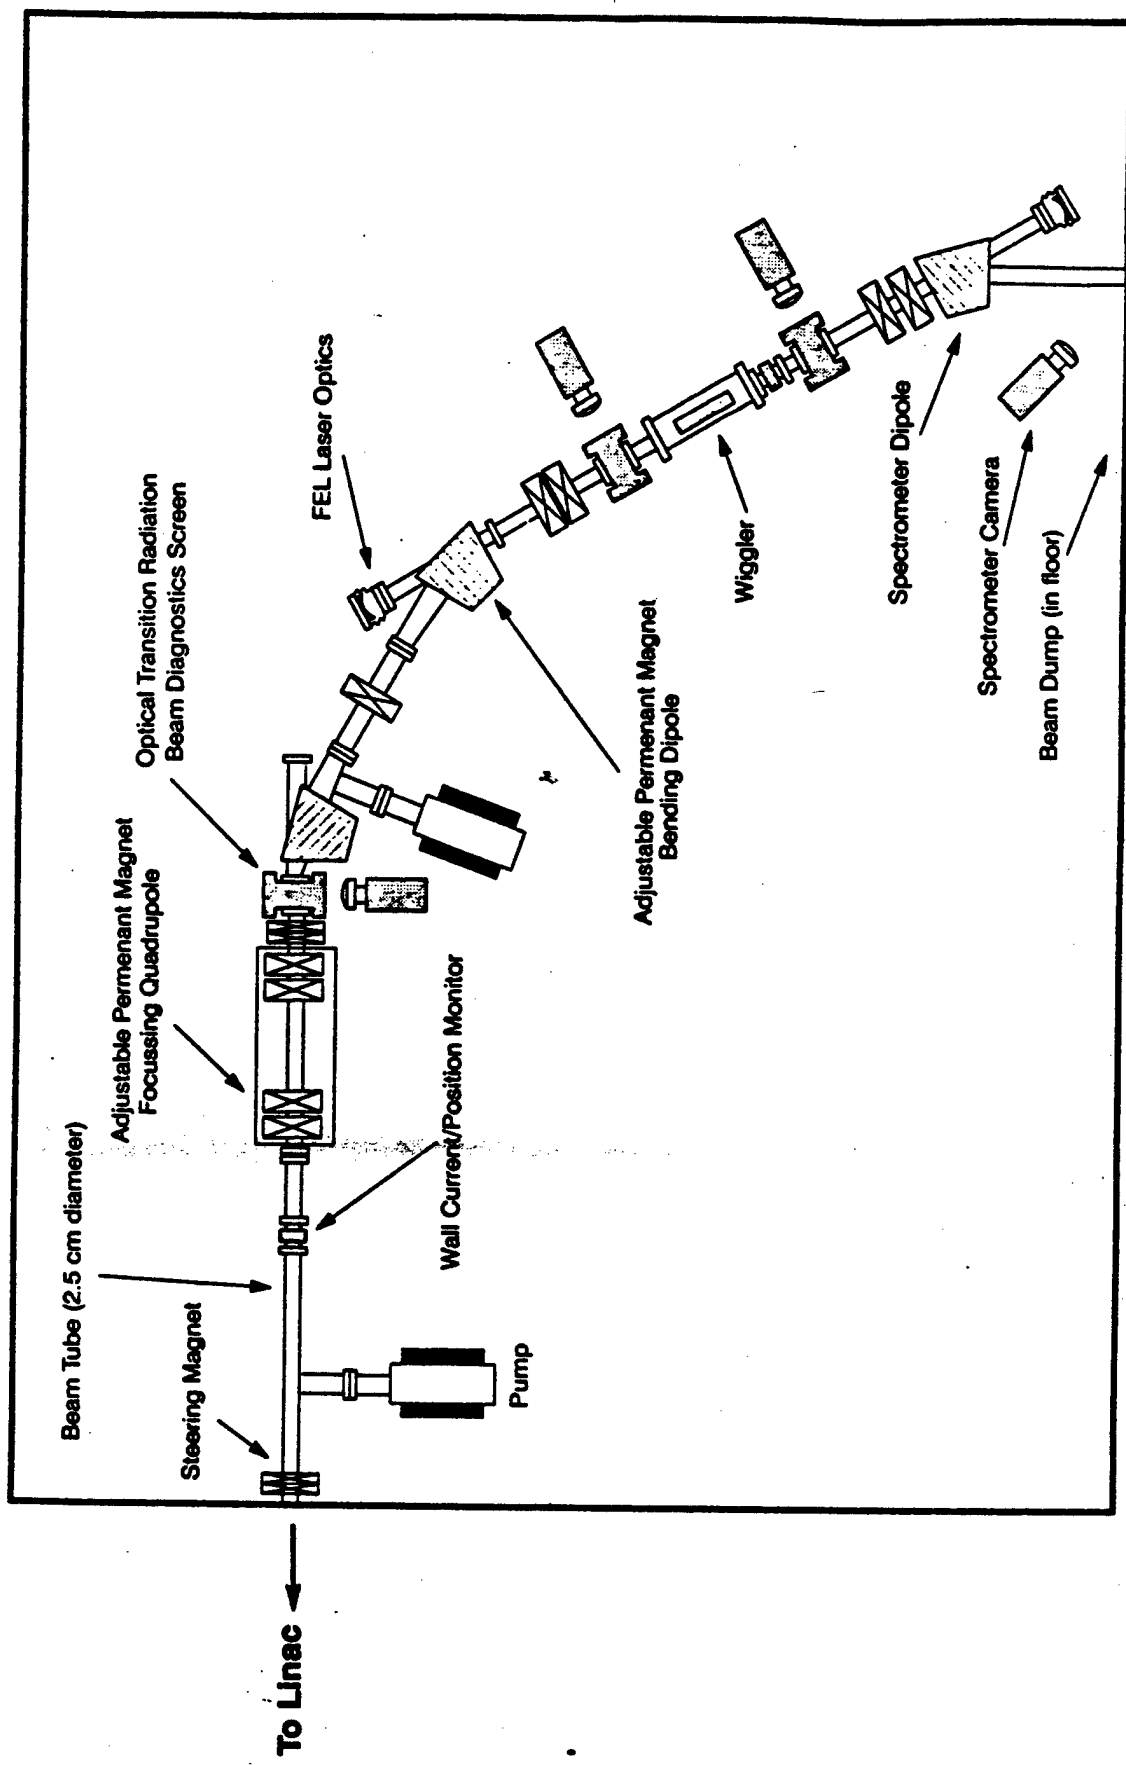 To Linac
Steering Magnet
Beam Tube (2.5 cm diameter)
Pump
Wall Current/Position Monitor
Adjustable Permenant Magnet
Focussing Quadrupole
Optical Transition Radiation
Beam Diagnostics Screen
FEL Laser Optics
Adjustable Permenant Magnet
Bending Dipole
Wiggler
Spectrometer Dipole
Spectrometer Camera
Beam Dump (in floor)